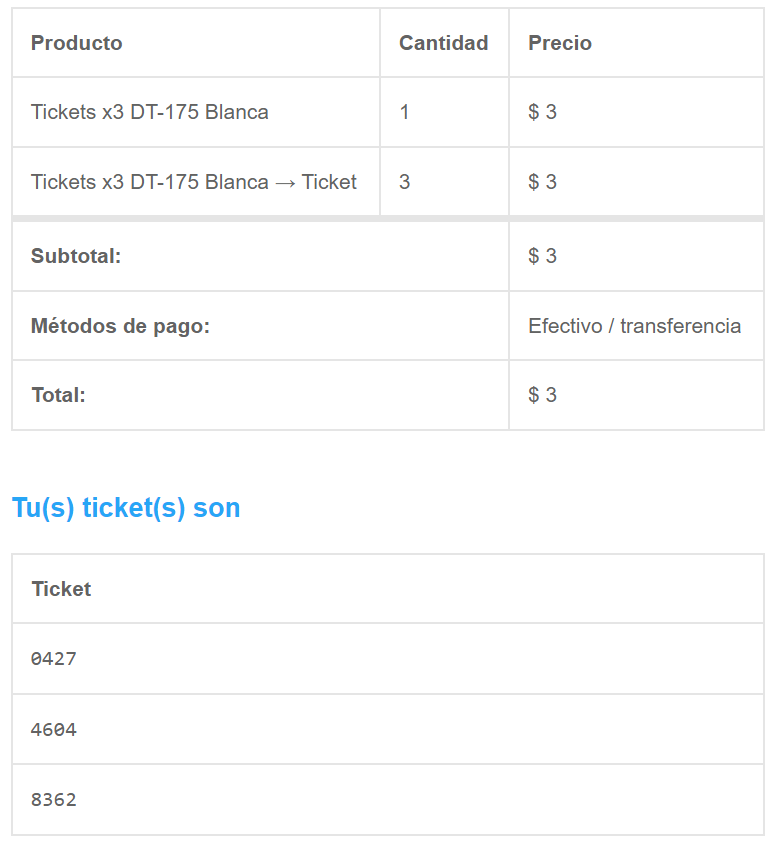 Producto Cantidad Precio
Tickets x3 DT-175 Blanca 1 $ 3
Tickets x3 DT-175 Blanca → Ticket 3 $ 3
Subtotal: $ 3
Métodos de pago: Efectivo / transferencia
Total: $ 3
Tu(s) ticket(s) son
Ticket
0427
4604
8362